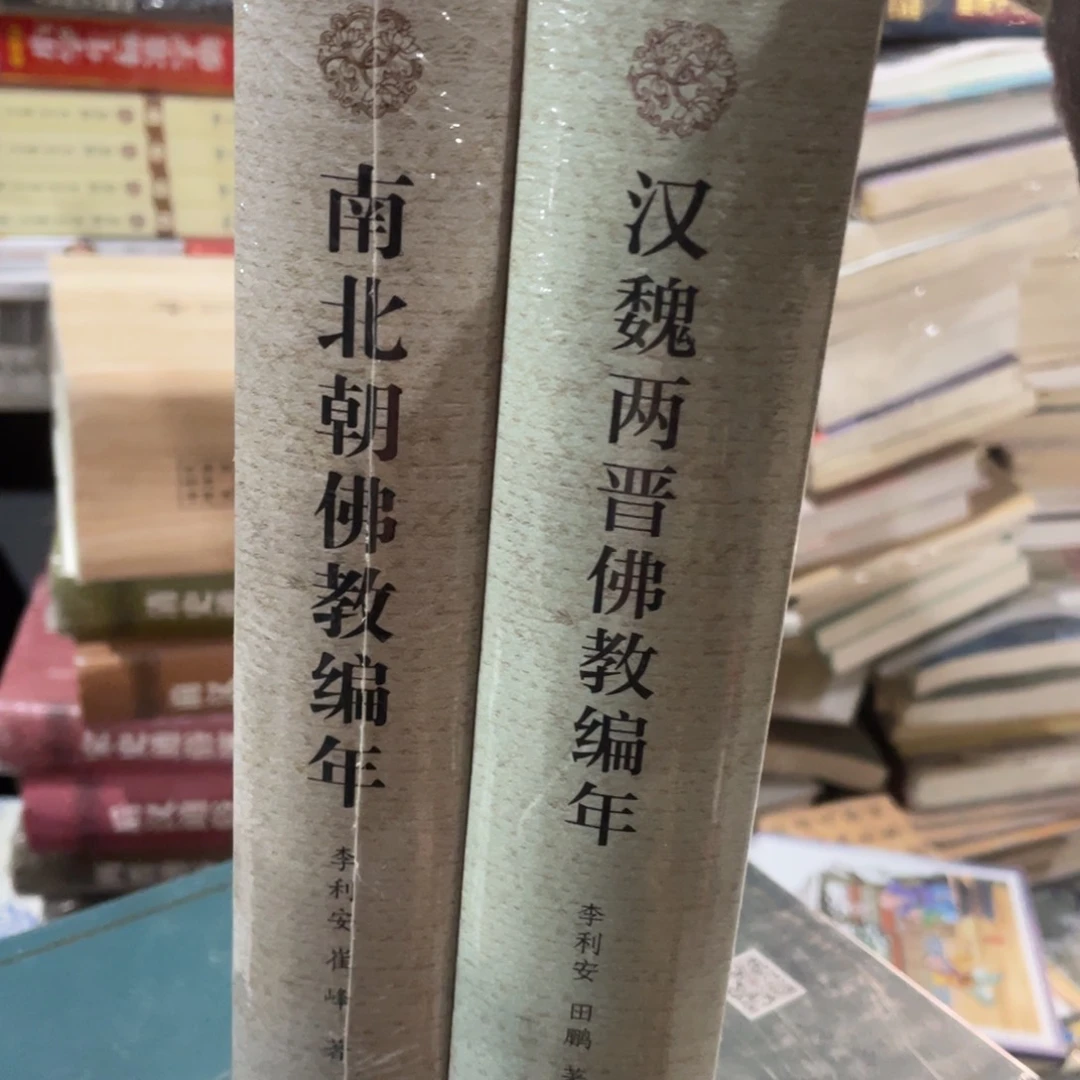 南北朝佛教编年
李利安 崔峰 著
汉魏两晋佛教编年
李利安 田鹏 著